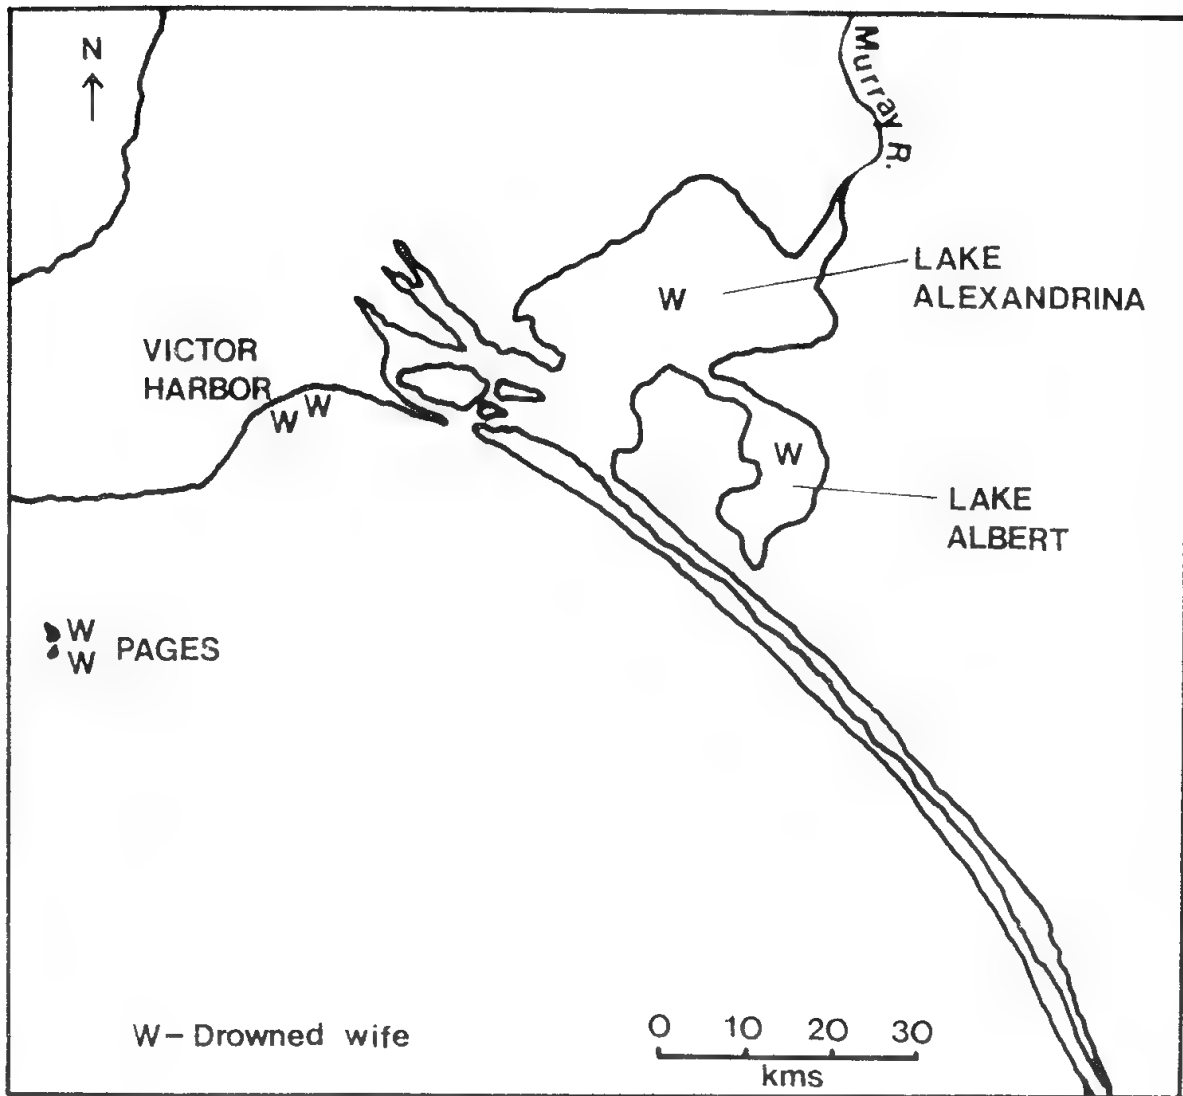 N
Murray R.
LAKE
ALEXANDRINA
W
VICTOR
HARBOR
W W
W
LAKE
ALBERT
W
W
PAGES
W – Drowned wife
0 10 20 30
kms